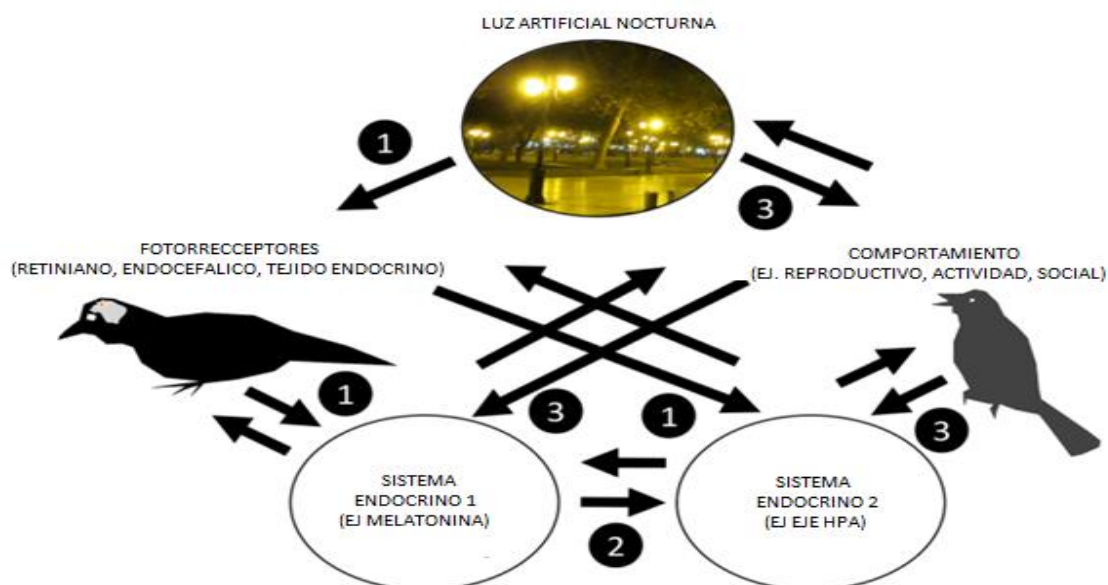 LUZ ARTIFICIAL NOCTURNA
1
3
FOTORRECCEPTORES
(RETINIANO, ENDOCEFALICO, TEJIDO ENDOCRINO)
COMPORTAMIENTO
(EJ. REPRODUCTIVO, ACTIVIDAD, SOCIAL)
1
3
1
3
SISTEMA
ENDOCRINO 1
(EJ MELATONINA)
SISTEMA
ENDOCRINO 2
(EJ EJE HPA)
2